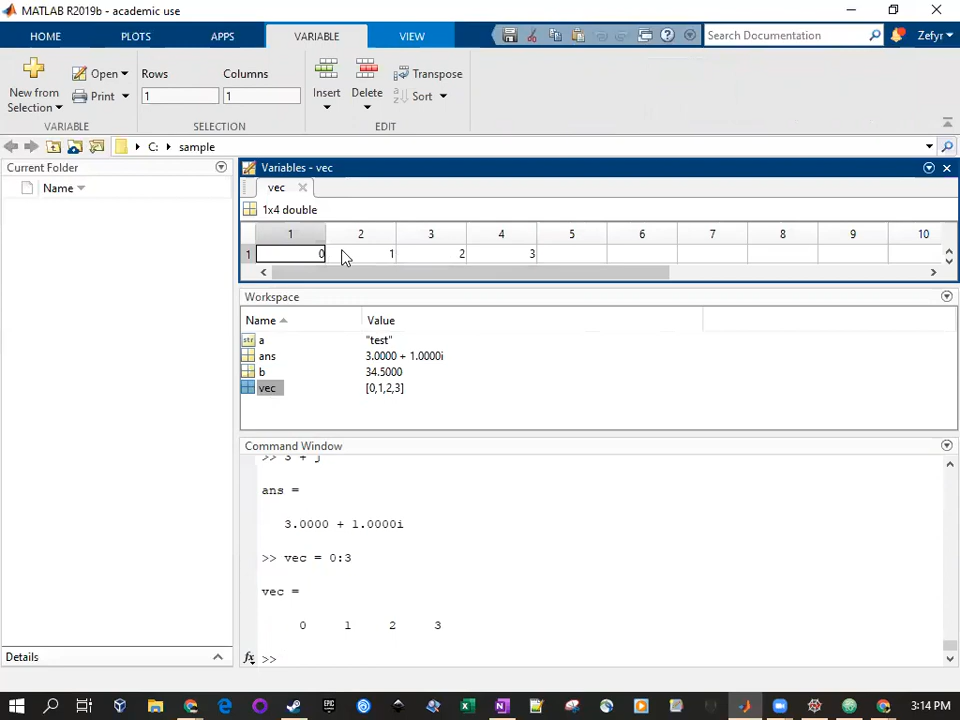 MATLAB R2019b - academic use
HOME PLOTS APPS VARIABLE VIEW Search Documentation Zefyr
New from Selection Open Print Rows 1 Columns 1 Insert Delete Transpose Sort
VARIABLE SELECTION EDIT
C: sample
Current Folder
Name
Variables - vec
vec
1x4 double
1 2 3 4 5 6 7 8 9 10
1 0 1 2 3
Workspace
Name Value
a "test"
ans 3.0000 + 1.0000i
b 34.5000
vec [0,1,2,3]
Command Window
>> 3 + j
ans =
3.0000 + 1.0000i
>> vec = 0:3
vec =
0 1 2 3
fx >>
Details
EPIC
3:14 PM